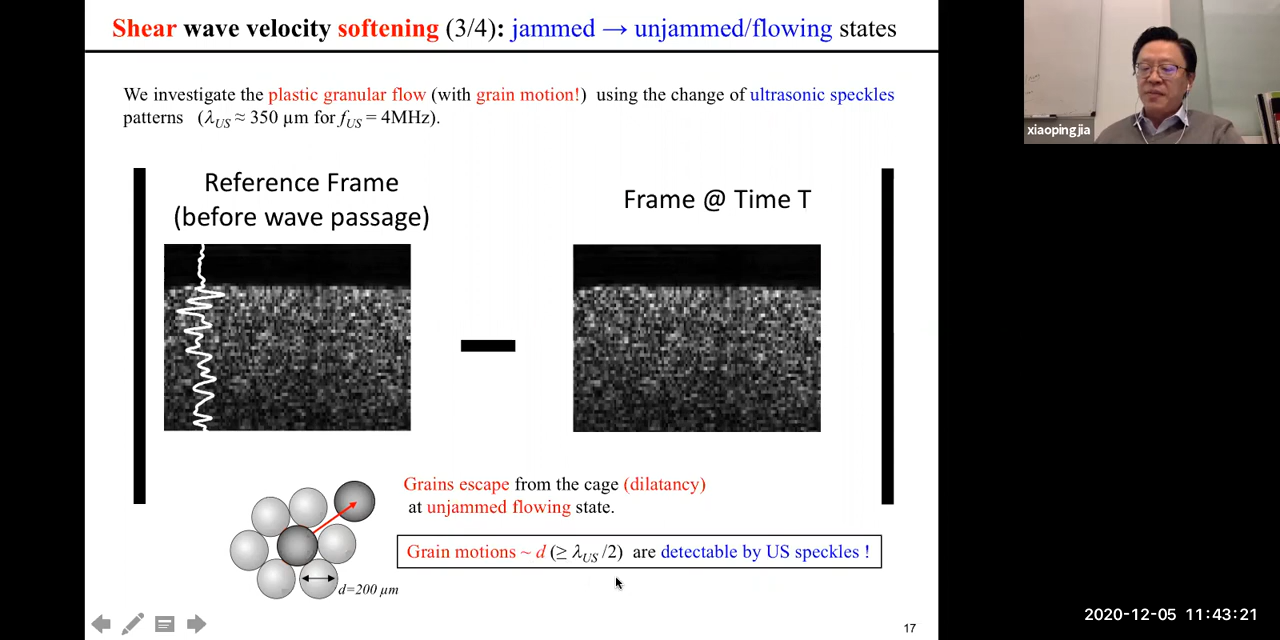 Shear wave velocity softening (3/4): jammed → unjammed/flowing states
We investigate the plastic granular flow (with grain motion!) using the change of ultrasonic speckles
patterns (λUS ≈ 350 µm for fUS = 4MHz).
Reference Frame
(before wave passage)
Frame @ Time T
Grains escape from the cage (dilatancy)
at unjammed flowing state.
Grain motions ~ d (≥ λUS /2) are detectable by US speckles !
d=200 µm
17
xiaopingjia
2020-12-05 11:43:21